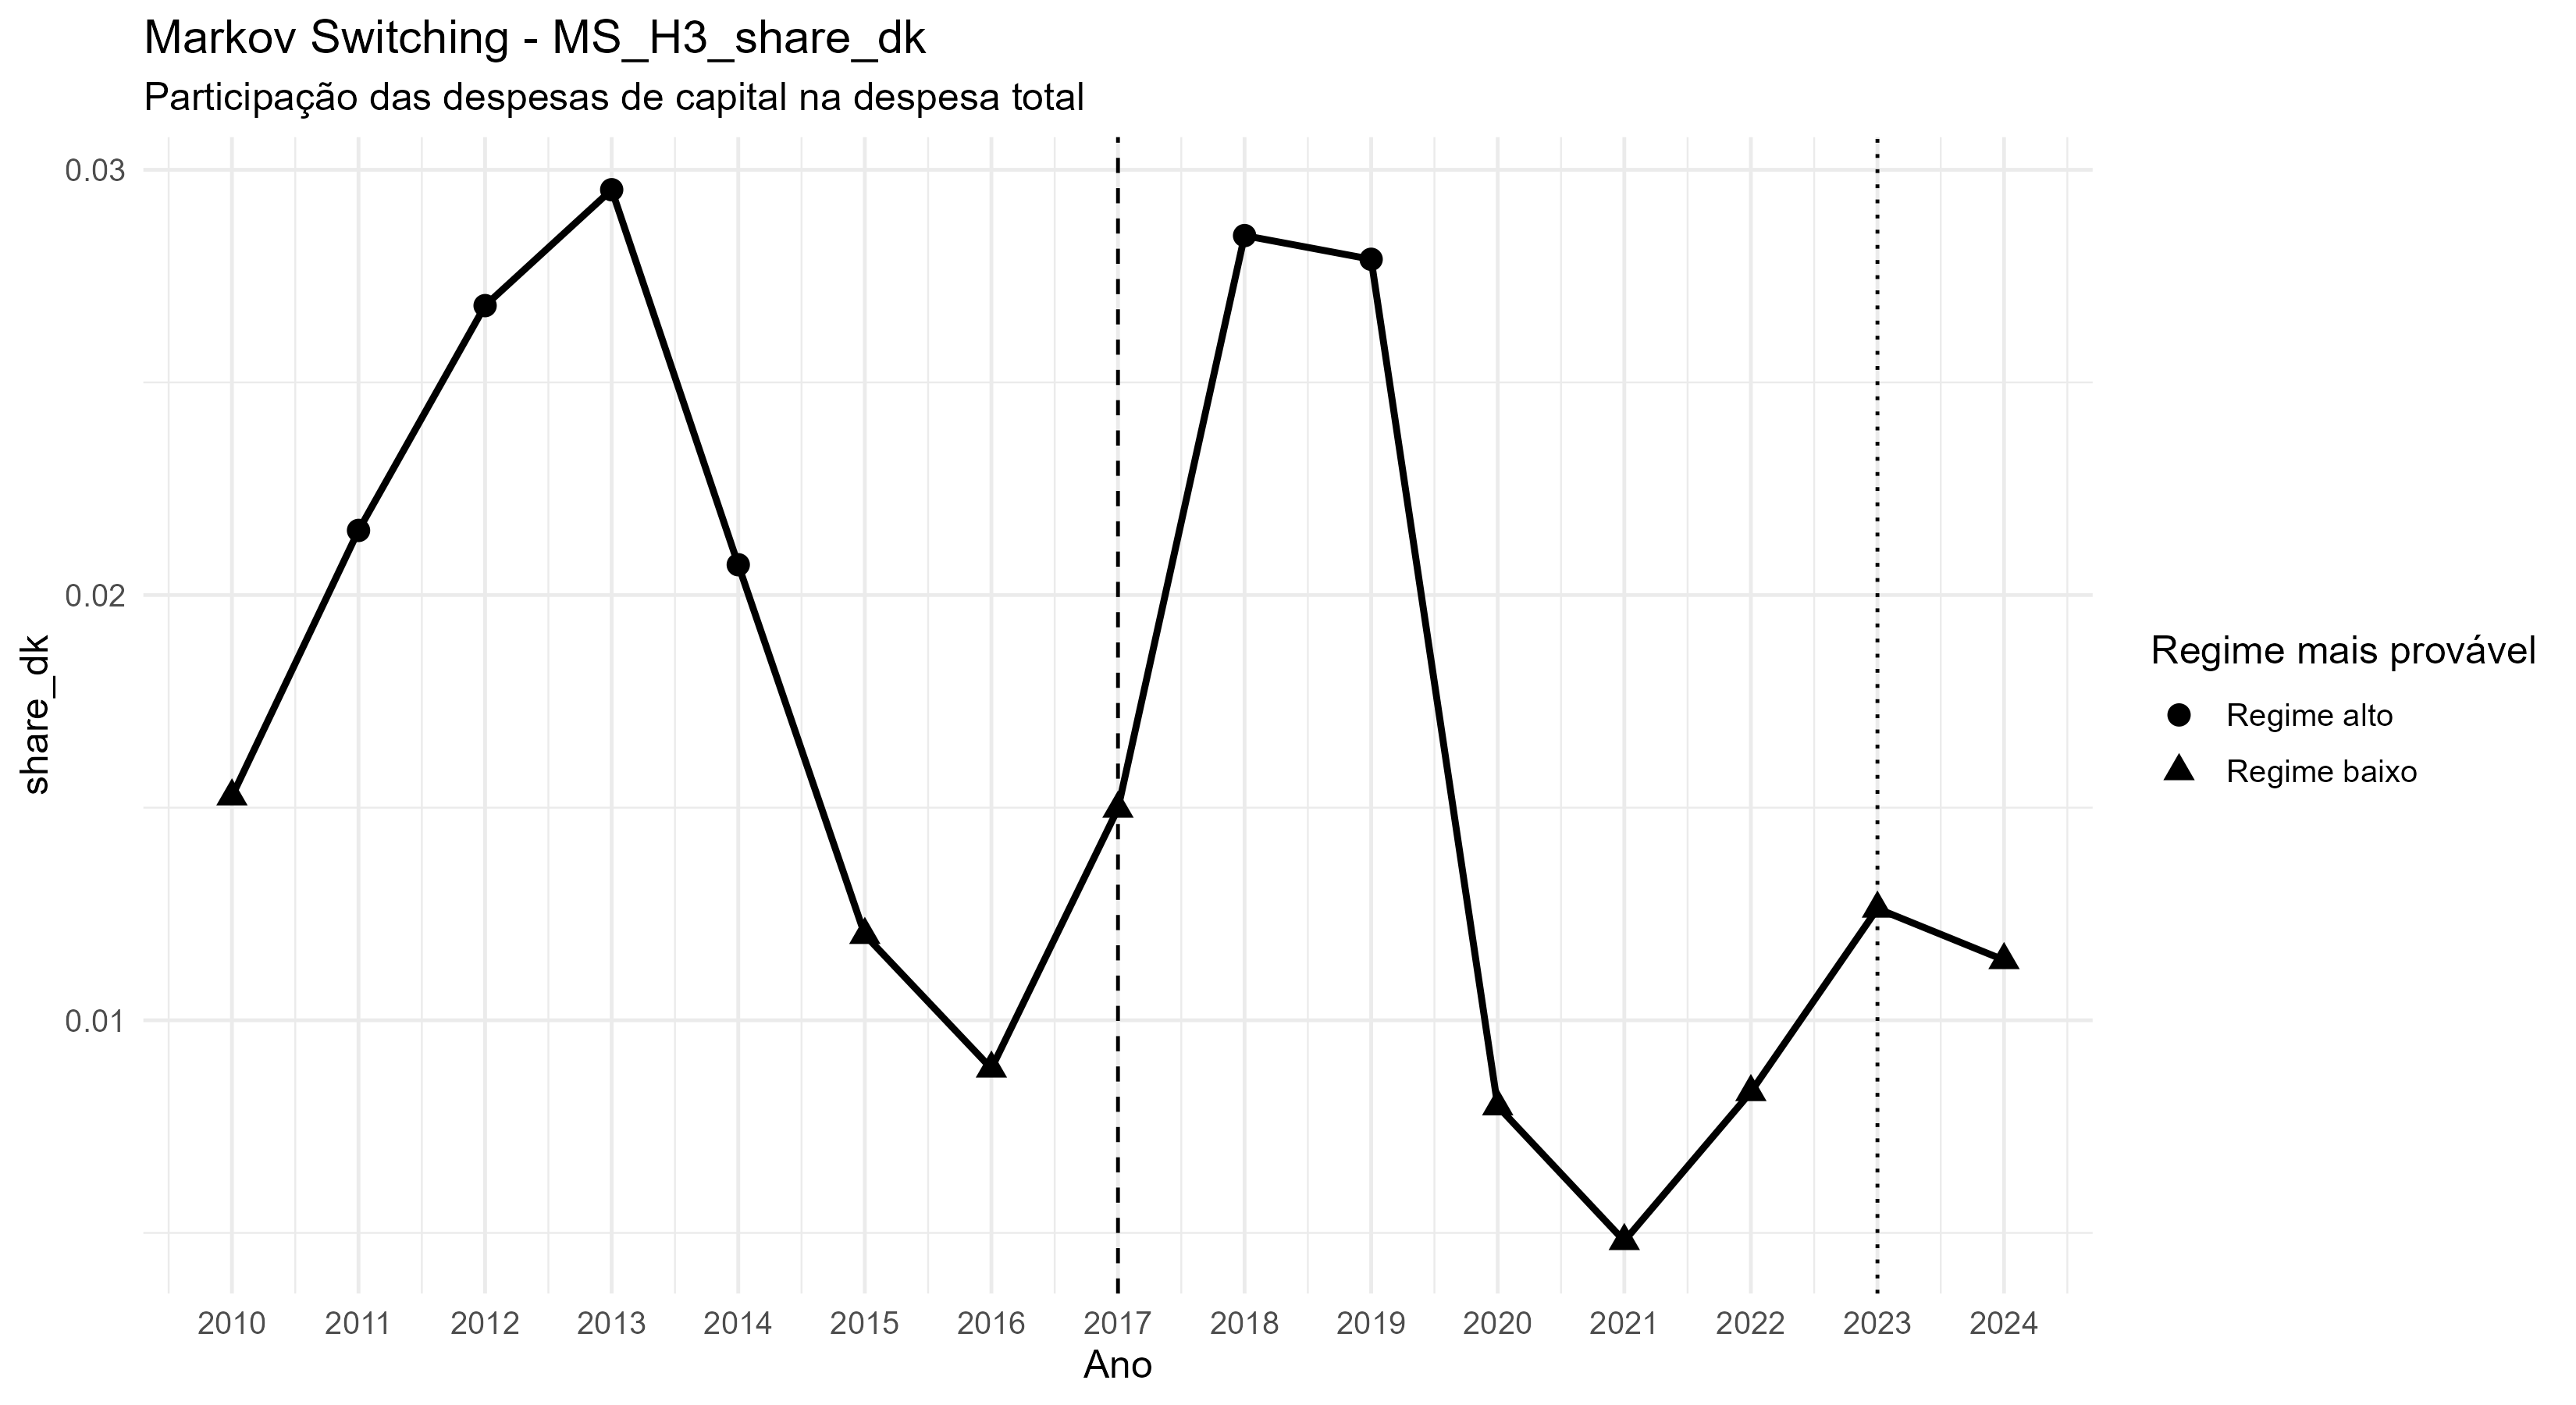 Markov Switching - MS_H3_share_dk
Participação das despesas de capital na despesa total
0.03
0.02
0.01
share_dk
2010 2011 2012 2013 2014 2015 2016 2017 2018 2019 2020 2021 2022 2023 2024
Ano
Regime mais provável
Regime alto
Regime baixo